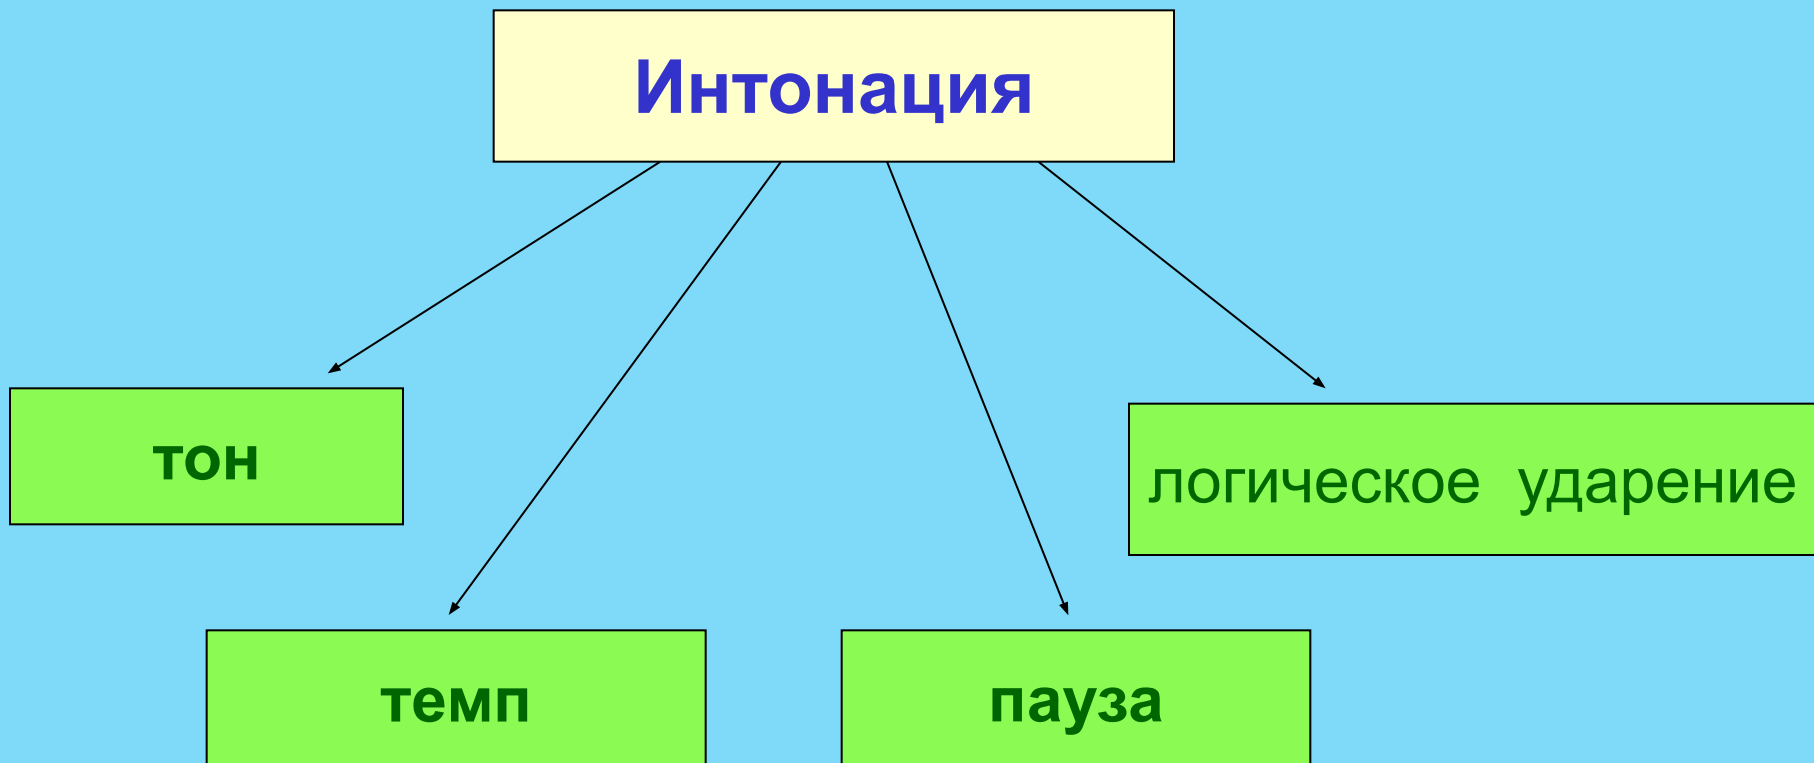 Интонация
тон
логическое ударение
темп
пауза